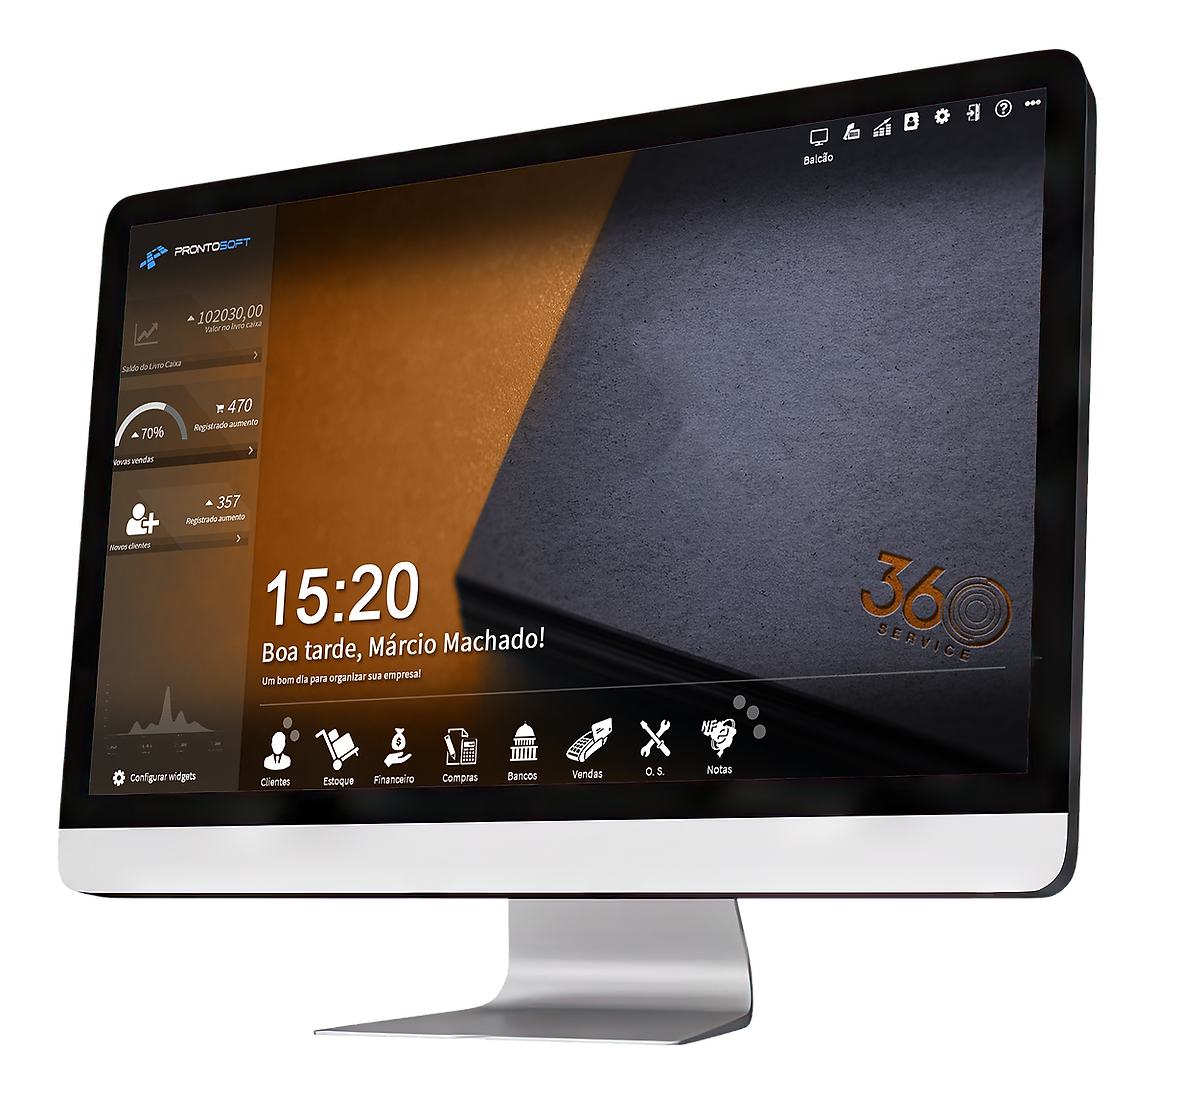 Balcão
PRONTOSOFT
102030,00
Valor no livro caixa
Saldo do Livro Caixa
470
Registrado aumento
70%
Novas vendas
357
Registrado aumento
Novos clientes
15:20
Boa tarde, Márcio Machado!
Um bom dia para organizar sua empresa!
360
SERVICE
Configurar widgets
Clientes
Estoque
Financeiro
Compras
Bancos
Vendas
O. S.
NF
Notas